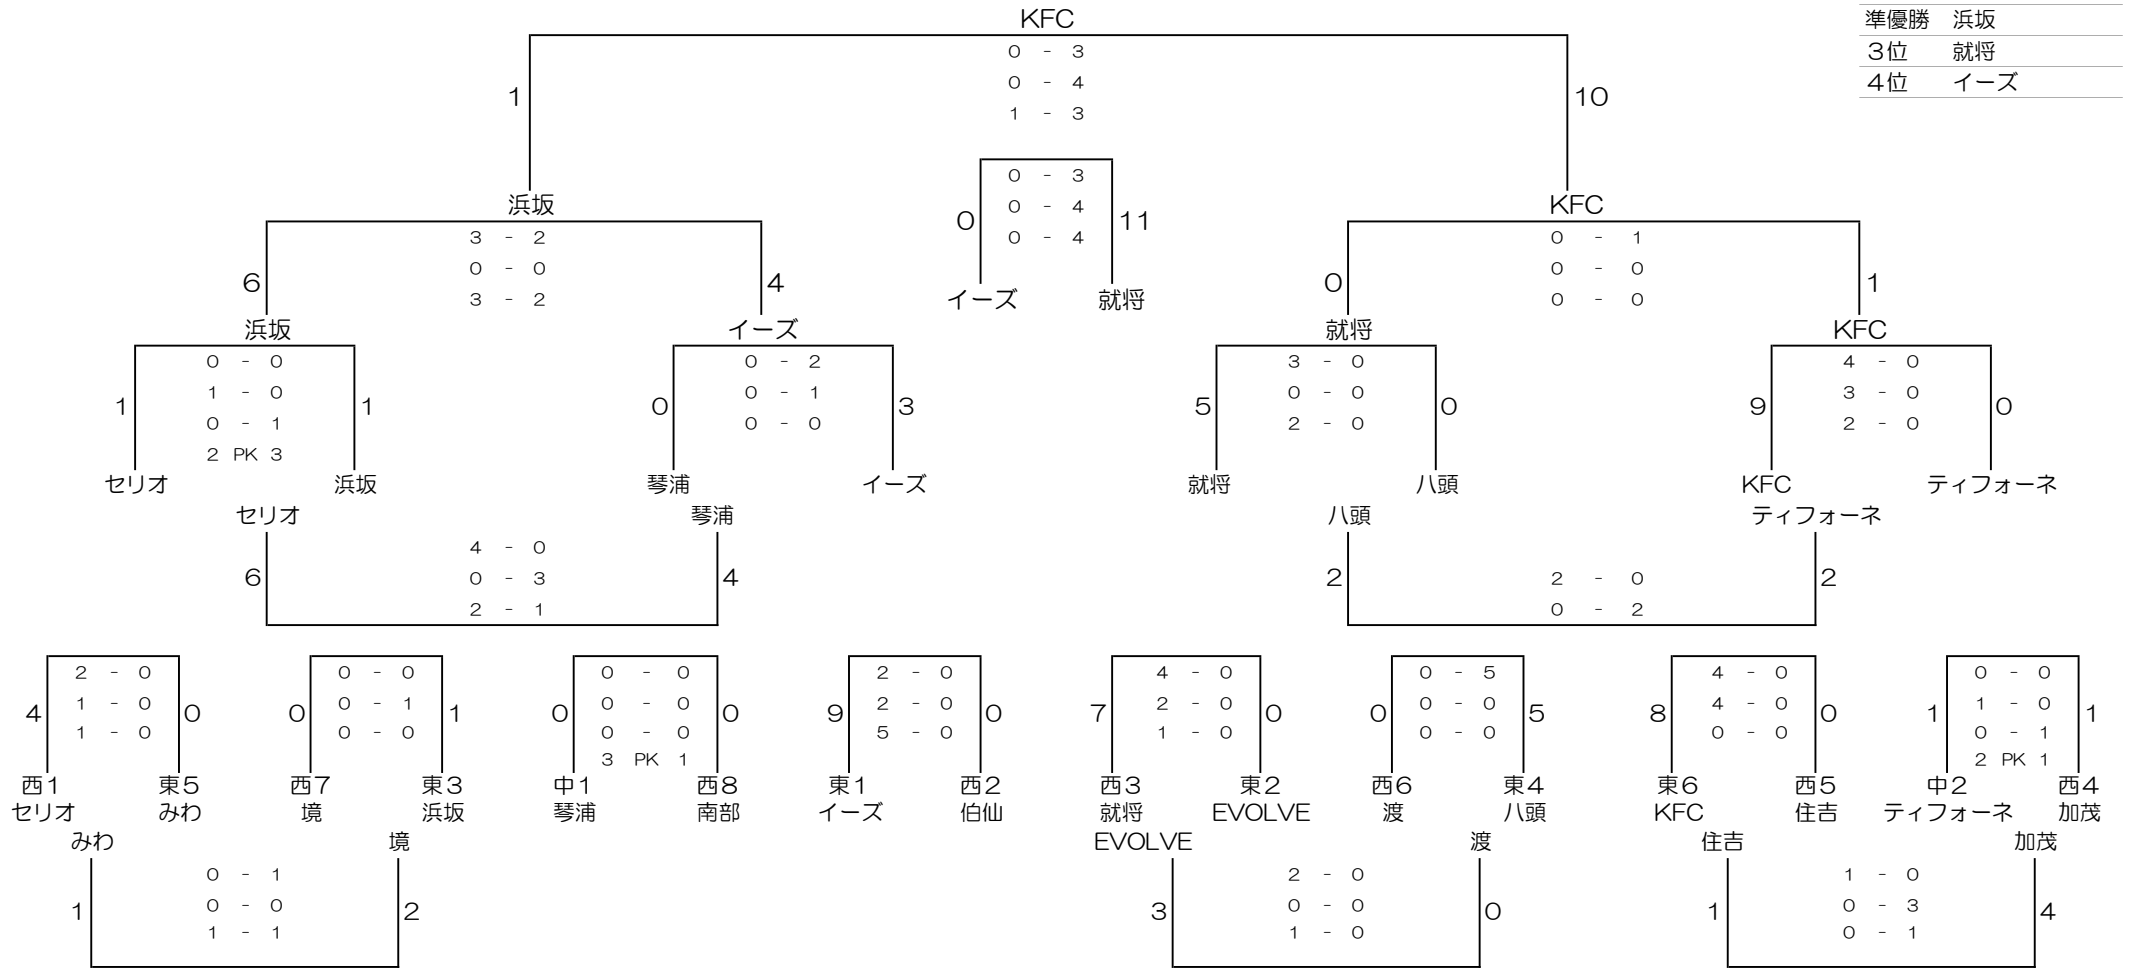 KFC
準優勝 浜坂
0 - 3
3位 就将
0 - 4
4位 イーズ
1 10
1 - 3
0 - 3
浜坂 0 - 4 KFC
0 11
3 - 2 0 - 4 0 - 1
0 - 0 0 - 0
6 4 0 1
3 - 2 イーズ 就将 0 - 0
浜坂 イーズ 就将 KFC
0 - 0 0 - 2 3 - 0 4 - 0
1 - 0 0 - 1 0 - 0 3 - 0
1 1 0 3 5 0 9 0
0 - 1 0 - 0 2 - 0 2 - 0
2 PK 3
セリオ 浜坂 琴浦 イーズ 就将 八頭 KFC ティフォーネ
セリオ 琴浦 八頭 ティフォーネ
4 - 0
6 0 - 3 4 2 2 - 0 2
2 - 1 0 - 2
2 - 0 0 - 0 0 - 0 2 - 0 4 - 0 0 - 5 4 - 0 0 - 0
1 - 0 0 - 1 0 - 0 2 - 0 2 - 0 0 - 0 4 - 0 1 - 0
4 0 0 1 0 0 9 0 7 0 0 5 8 0 1 1
1 - 0 0 - 0 0 - 0 5 - 0 1 - 0 0 - 0 0 - 0 0 - 1
3 PK 1 2 PK 1
西1 東5 西7 東3 中1 西8 東1 西2 西3 東2 西6 東4 東6 西5 中2 西4
セリオ みわ 境 浜坂 琴浦 南部 イーズ 伯仙 就将 EVOLVE 渡 八頭 KFC 住吉 ティフォーネ 加茂
みわ 境 EVOLVE 渡 住吉 加茂
0 - 1 2 - 0 1 - 0
1 0 - 0 2 3 0 - 0 0 1 0 - 3 4
1 - 1 1 - 0 0 - 1